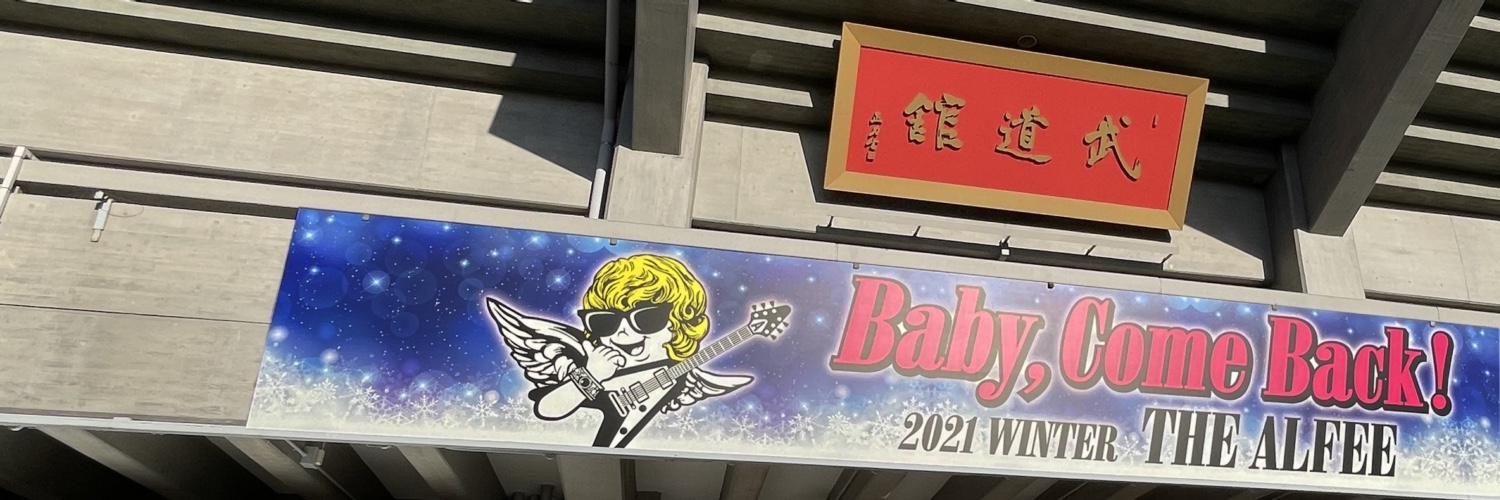 武道館
Baby, Come Back!
2021 WINTER THE ALFEE